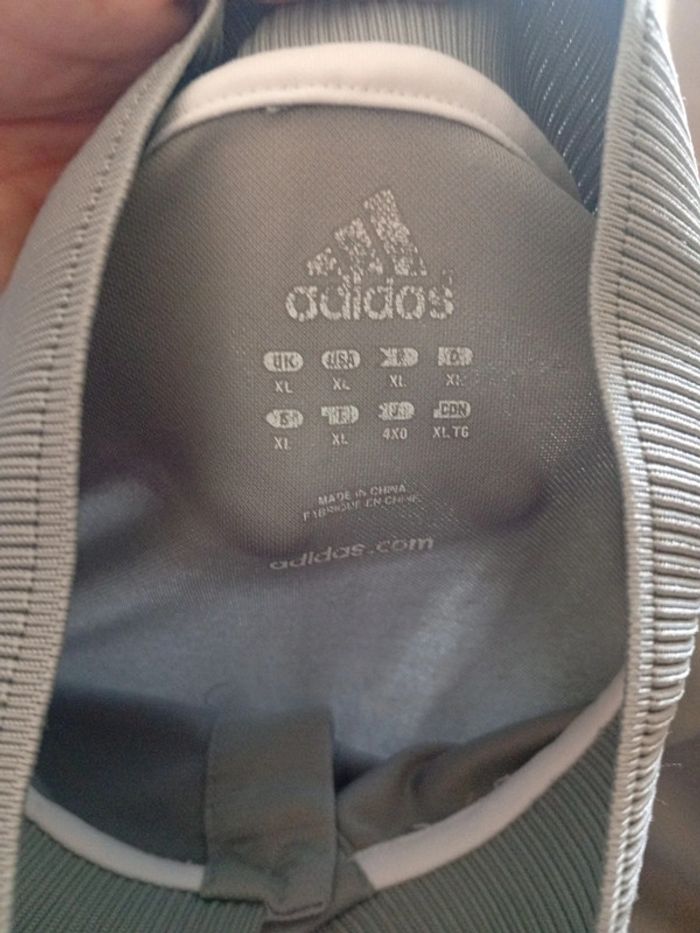 adidas
UK USA F D
XL XL XL XL
E I J CDN
XL XL 4XO XL TG
MADE IN CHINA
FABRIQUE EN CHINE
adidas.com